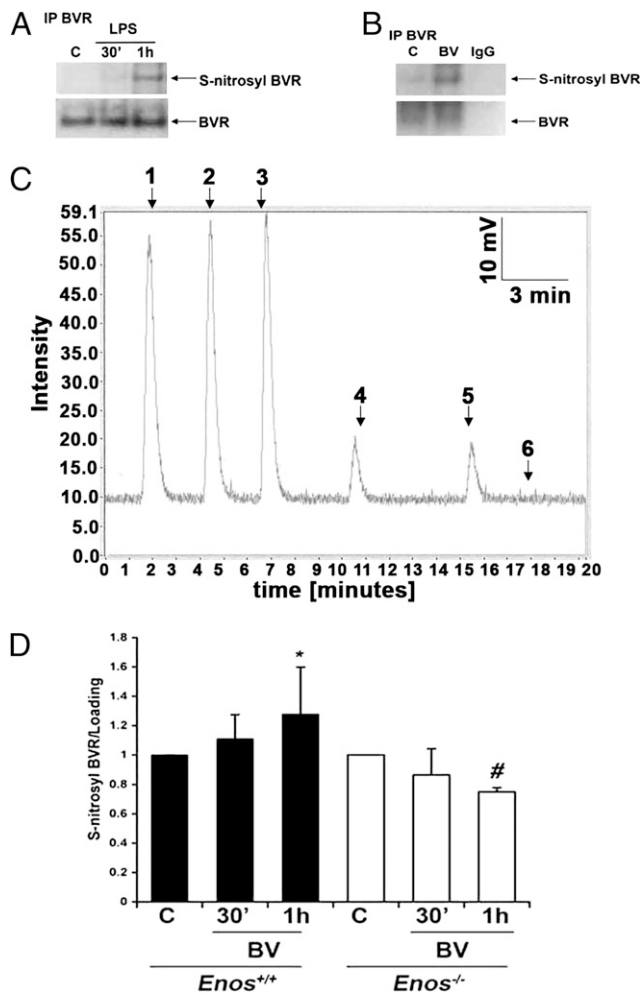 A
IP BVR
LPS
C 30' 1h
S-nitrosyl BVR
BVR
B
IP BVR
C BV IgG
S-nitrosyl BVR
BVR
C
1 2 3
59.1
55.0
50.0
45.0
40.0
35.0
30.0
25.0
20.0
15.0
10.0
5.0
0.0
Intensity
10 mV
3 min
4
5
6
0 1 2 3 4 5 6 7 8 9 10 11 12 13 14 15 16 17 18 19 20
time [minutes]
D
S-nitrosyl BVR/Loading
1.8
1.6
1.4
1.2
1
0.8
0.6
0.4
0.2
0
*
#
C 30' 1h C 30' 1h
BV BV
Enos+/+ Enos-/-